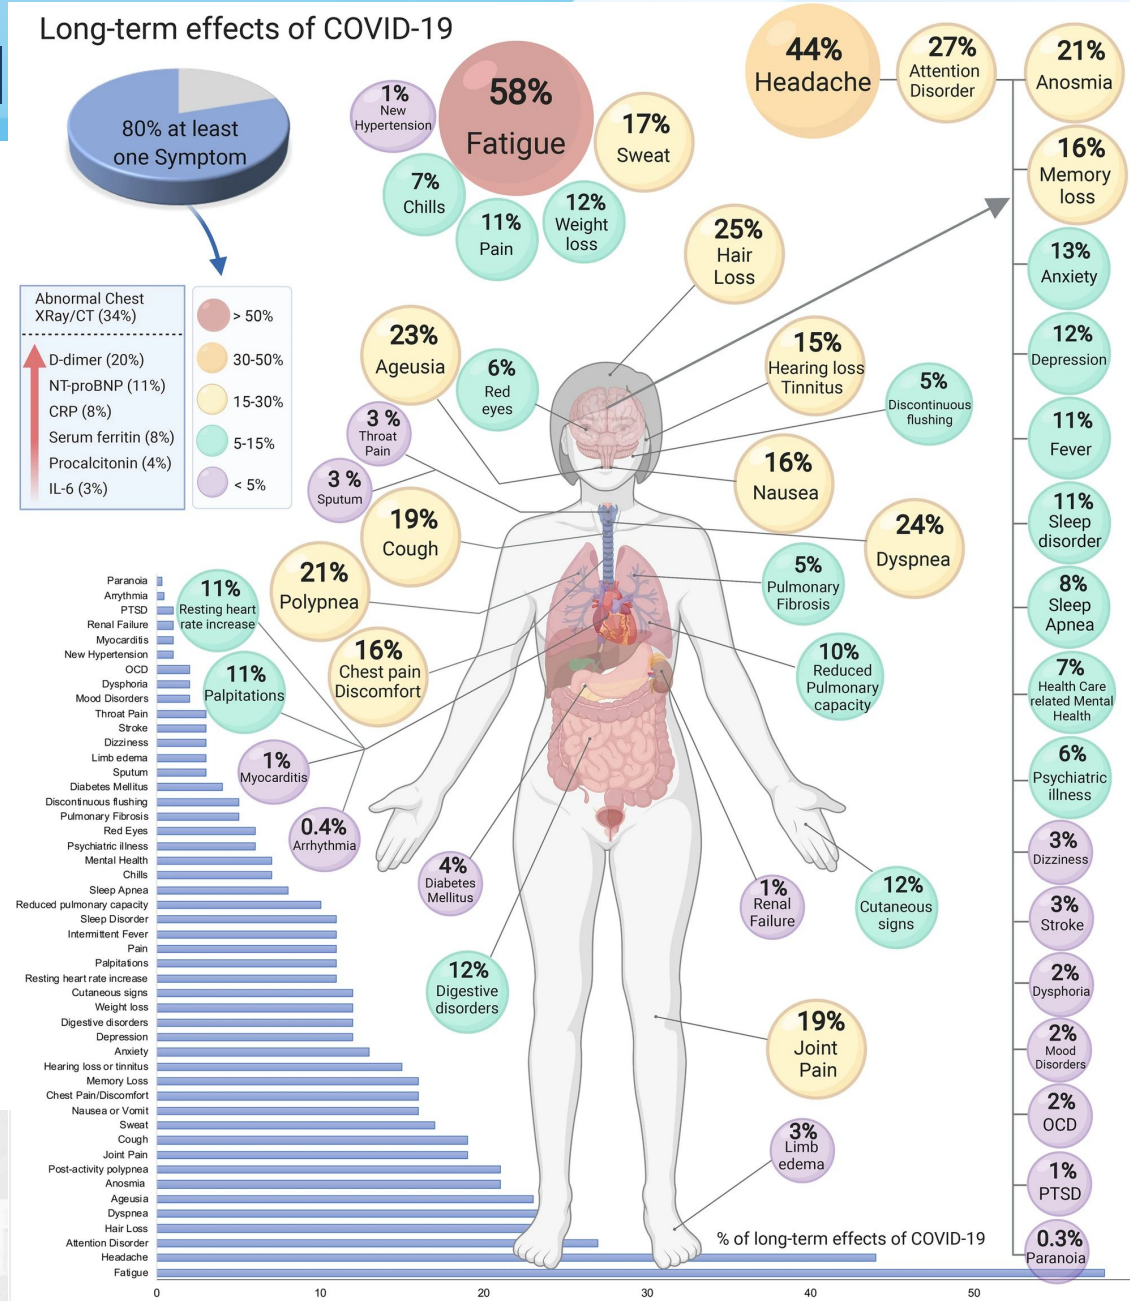 Long-term effects of COVID-19
80% at least
one Symptom
Abnormal Chest
XRay/CT (34%)
D-dimer (20%)
NT-proBNP (11%)
CRP (8%)
Serum ferritin (8%)
Procalcitonin (4%)
IL-6 (3%)
> 50%
30-50%
15-30%
5-15%
< 5%
1%
New
Hypertension
58%
Fatigue
17%
Sweat
7%
Chills
11%
Pain
12%
Weight
loss
44%
Headache
27%
Attention
Disorder
21%
Anosmia
16%
Memory
loss
13%
Anxiety
12%
Depression
11%
Fever
11%
Sleep
disorder
8%
Sleep
Apnea
7%
Health Care
related Mental
Health
6%
Psychiatric
illness
3%
Dizziness
3%
Stroke
2%
Dysphoria
2%
Mood
Disorders
2%
OCD
1%
PTSD
0.3%
Paranoia
25%
Hair
Loss
23%
Ageusia
6%
Red
eyes
15%
Hearing loss
Tinnitus
5%
Discontinuous
flushing
3 %
Throat
Pain
3 %
Sputum
16%
Nausea
19%
Cough
24%
Dyspnea
21%
Polypnea
5%
Pulmonary
Fibrosis
11%
Resting heart
rate increase
16%
Chest pain
Discomfort
10%
Reduced
Pulmonary
capacity
11%
Palpitations
1%
Myocarditis
0.4%
Arrhythmia
4%
Diabetes
Mellitus
1%
Renal
Failure
12%
Cutaneous
signs
12%
Digestive
disorders
19%
Joint
Pain
3%
Limb
edema
Paranoia
Arrythmia
PTSD
Renal Failure
Myocarditis
New Hypertension
OCD
Dysphoria
Mood Disorders
Throat Pain
Stroke
Dizziness
Limb edema
Sputum
Diabetes Mellitus
Discontinuous flushing
Pulmonary Fibrosis
Red Eyes
Psychiatric illness
Mental Health
Chills
Sleep Apnea
Reduced pulmonary capacity
Sleep Disorder
Intermittent Fever
Pain
Palpitations
Resting heart rate increase
Cutaneous signs
Weight loss
Digestive disorders
Depression
Anxiety
Hearing loss or tinnitus
Memory Loss
Chest Pain/Discomfort
Nausea or Vomit
Sweat
Cough
Joint Pain
Post-activity polypnea
Anosmia
Ageusia
Dyspnea
Hair Loss
Attention Disorder
Headache
Fatigue
% of long-term effects of COVID-19
0 10 20 30 40 50